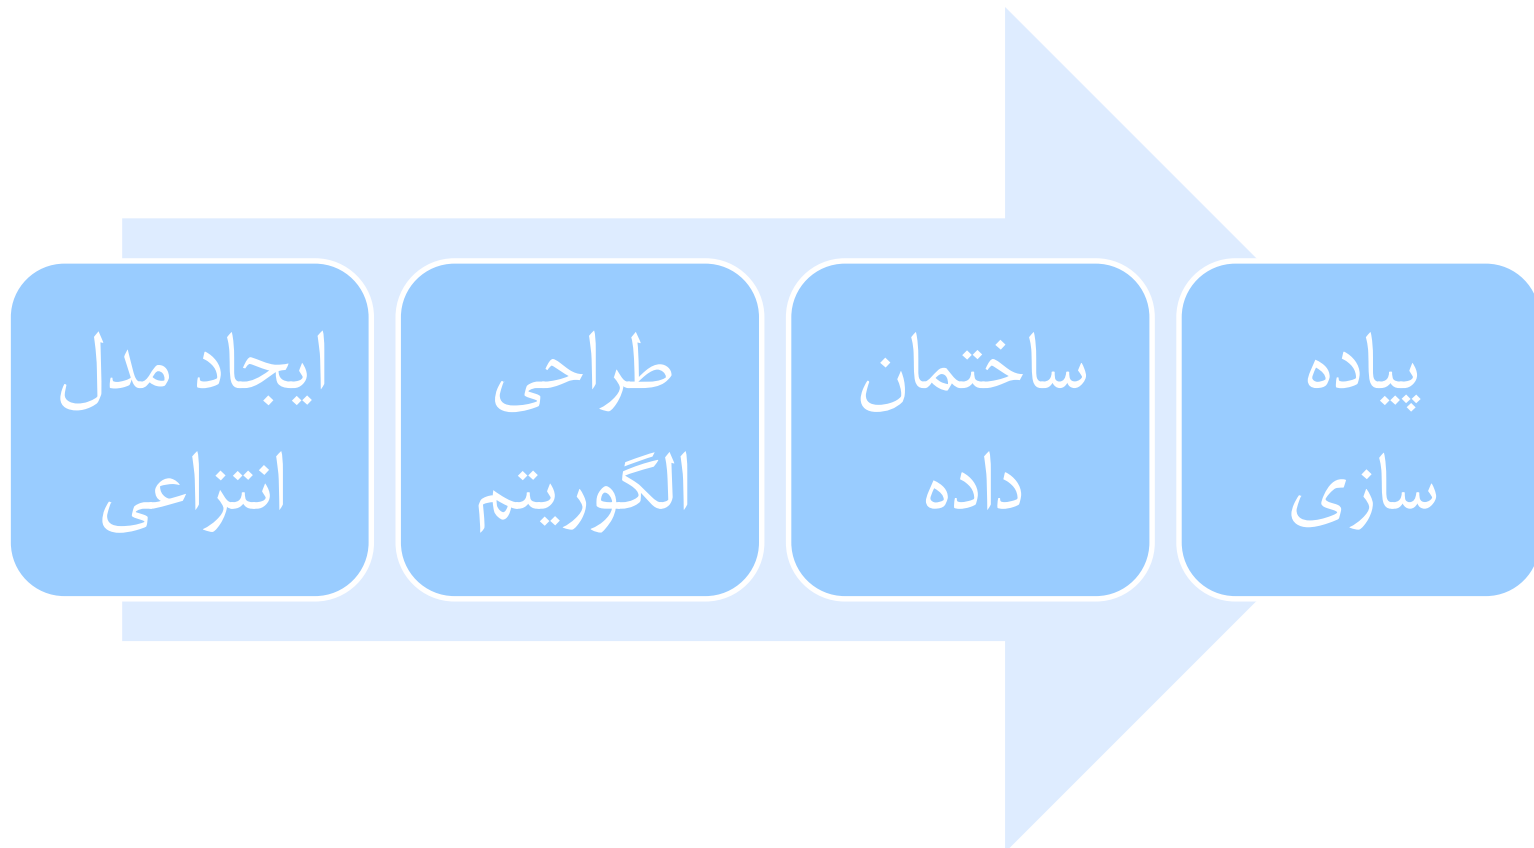 ایجاد مدل
انتزاعی
طراحی
الگوریتم
ساختمان
داده
پیاده
سازی